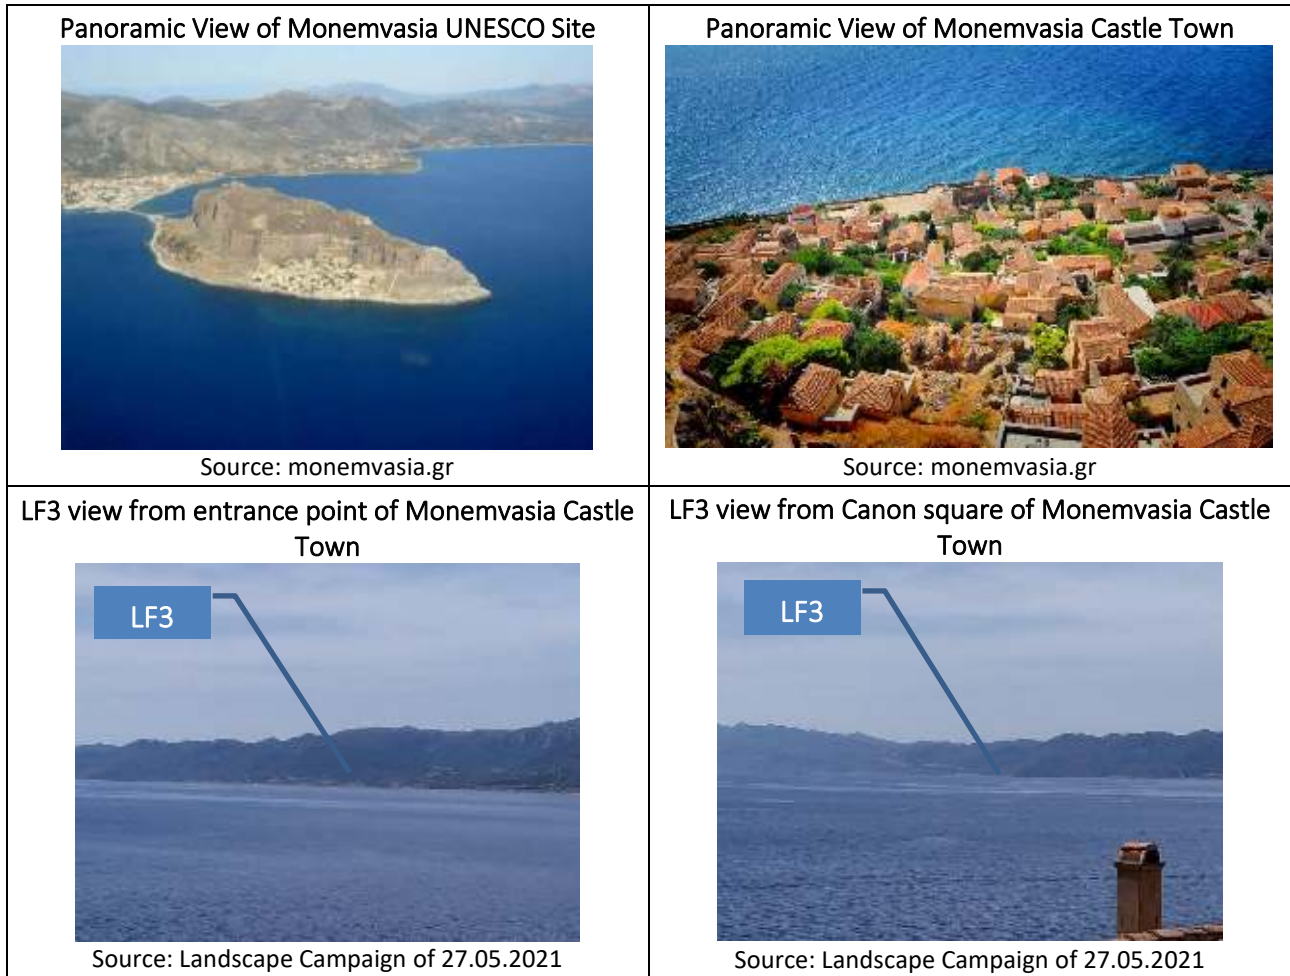 Panoramic View of Monemvasia UNESCO Site
Source: monemvasia.gr
Panoramic View of Monemvasia Castle Town
Source: monemvasia.gr
LF3 view from entrance point of Monemvasia Castle
Town
LF3
Source: Landscape Campaign of 27.05.2021
LF3 view from Canon square of Monemvasia Castle
Town
LF3
Source: Landscape Campaign of 27.05.2021